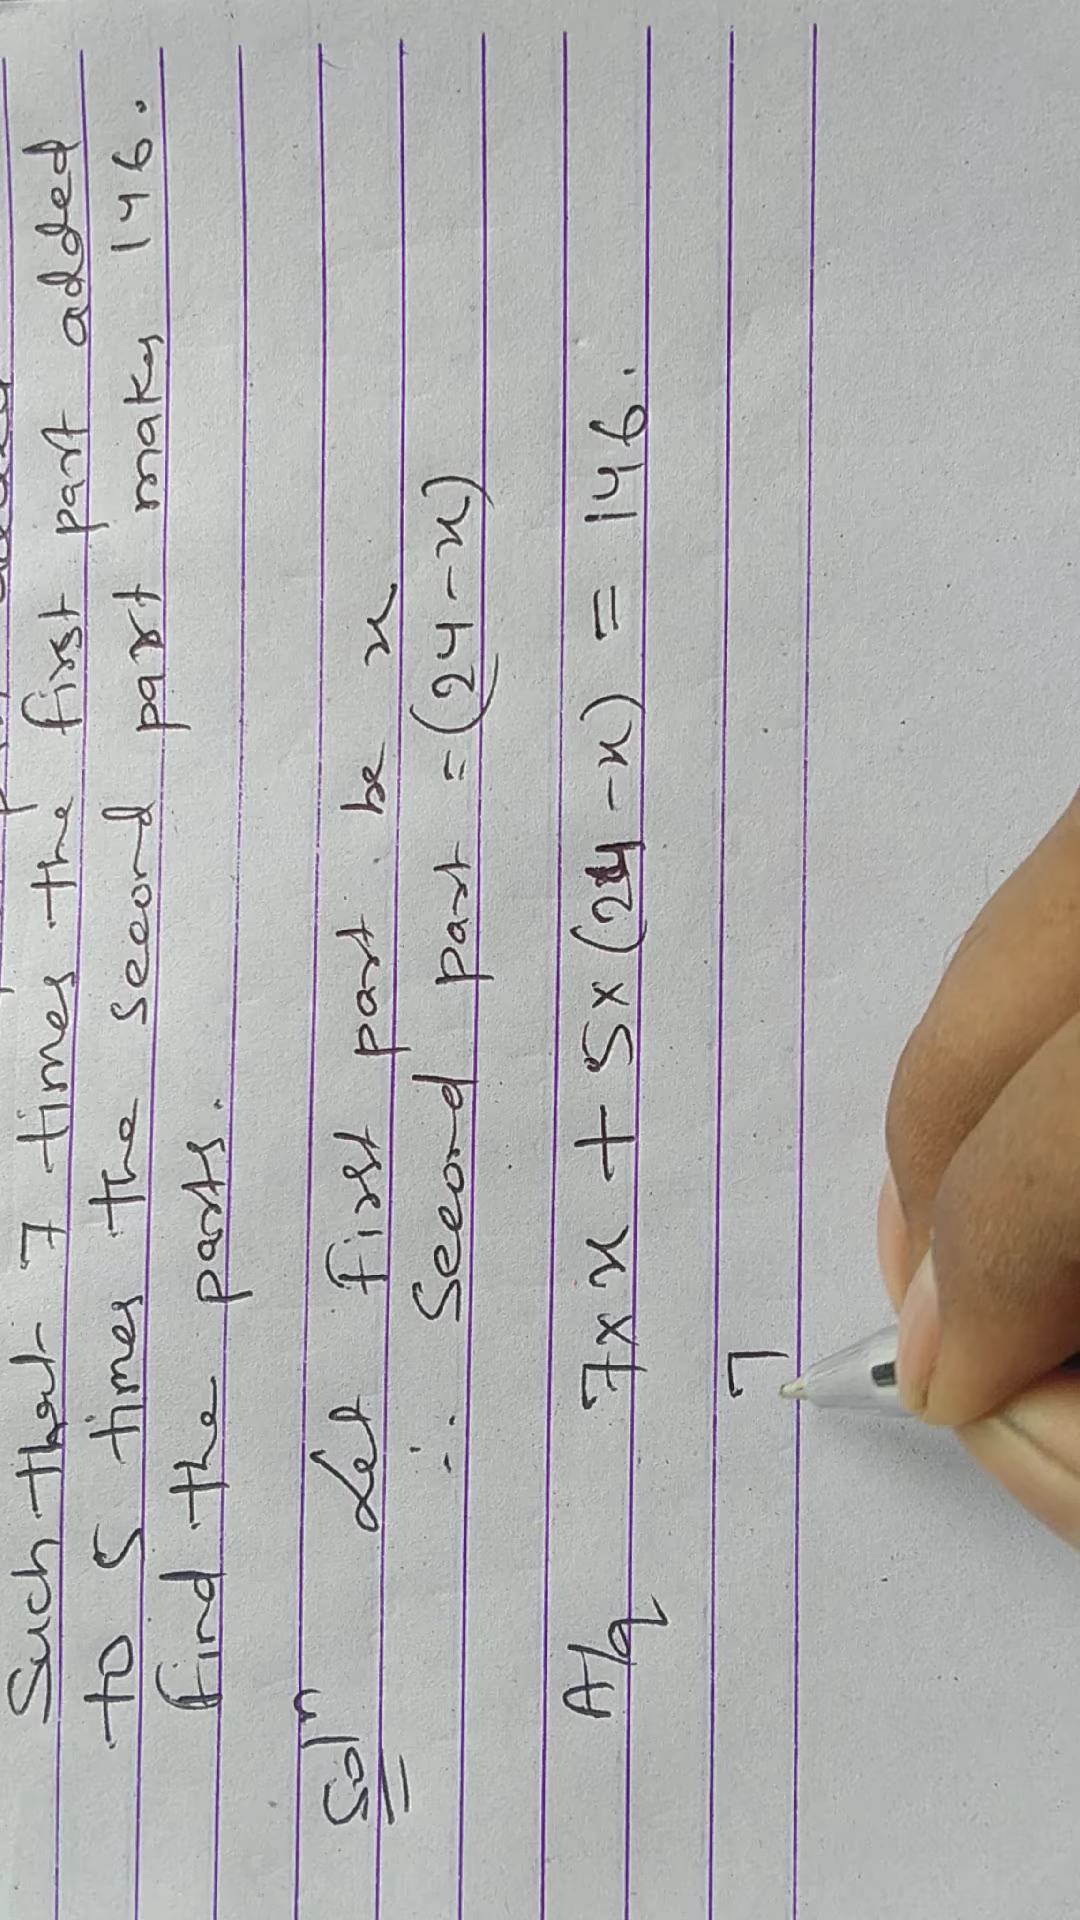 Such that 7 times the first part added
to 5 times the second part makes 146.
find the parts.
Solⁿ Let first part be x
∴ Second part = (24-x)
A/q 7×x + 5×(24-x) = 146.
7